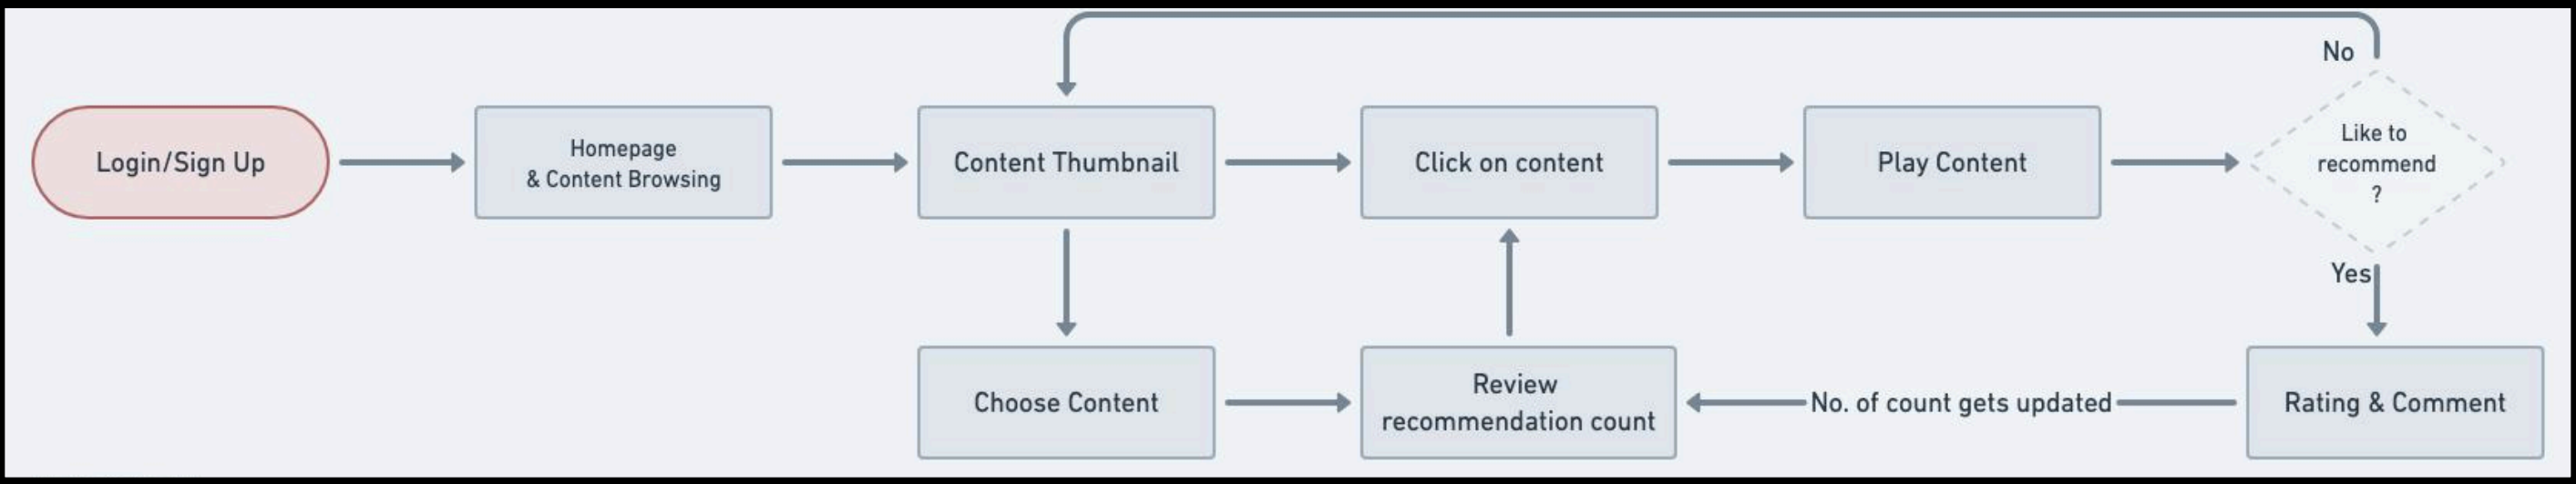 No
Login/Sign Up
Homepage
& Content Browsing
Content Thumbnail
Click on content
Play Content
Like to
recommend
?
Yes
Choose Content
Review
recommendation count
No. of count gets updated
Rating & Comment